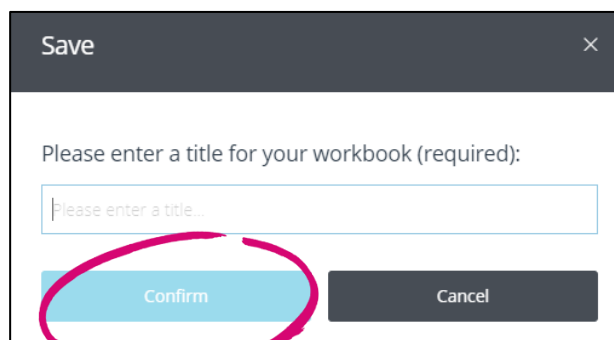 Save
Please enter a title for your workbook (required):
Please enter a title...
Confirm
Cancel